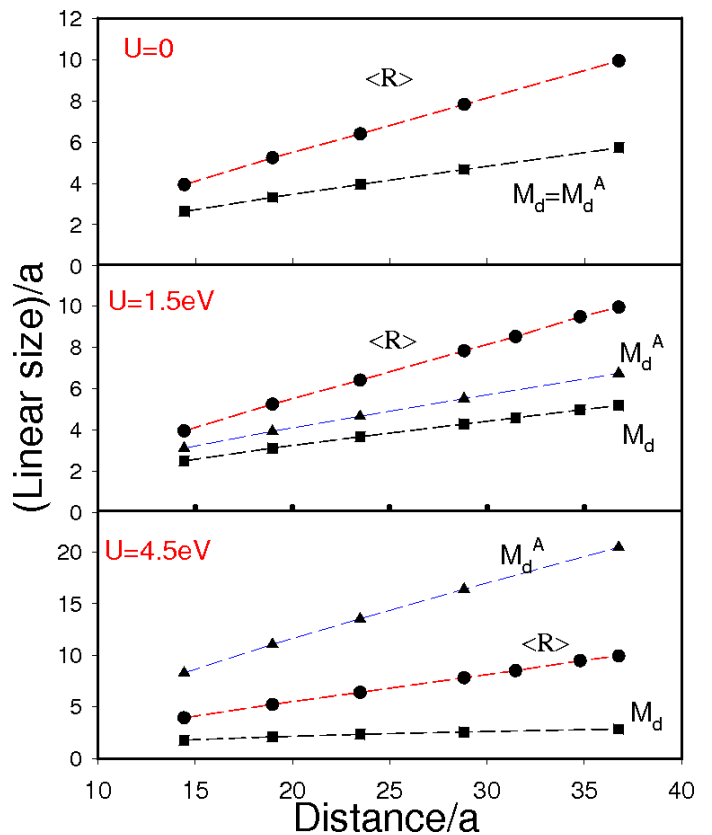 12
U=0
10
<R>
8
6
4
M_d=M_d^A
2
0
U=1.5eV
10
<R>
8
M_d^A
6
4
M_d
2
0
U=4.5eV
M_d^A
20
15
<R>
10
5
M_d
0
10 15 20 25 30 35 40
Distance/a
(Linear size)/a